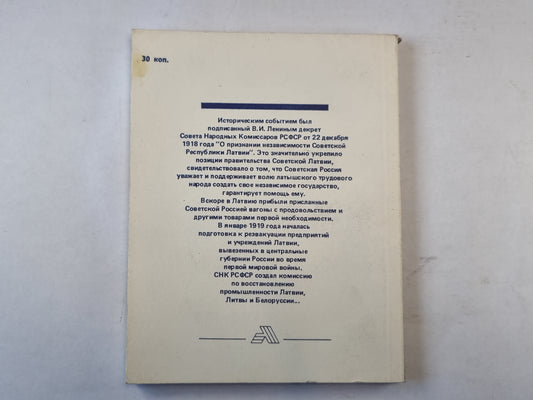 30 коп.
Историческим событием был
подписанный В.И. Лениным декрет
Совета Народных Комиссаров РСФСР от 22 декабря
1918 года "О признании независимости Советской
Республики Латвии". Это значительно укрепило
позиции правительства Советской Латвии,
свидетельствовало о том, что Советская Россия
уважает и поддерживает волю латышского трудового
народа создать свое независимое государство,
гарантирует помощь ему.
Вскоре в Латвию прибыли присланные
Советской Россией вагоны с продовольствием и
другими товарами первой необходимости.
В январе 1919 года началась
подготовка к реэвакуации предприятий
и учреждений Латвии,
вывезенных в центральные
губернии России во время
первой мировой войны.
СНК РСФСР создал комиссию
по восстановлению
промышленности Латвии,
Литвы и Белоруссии...